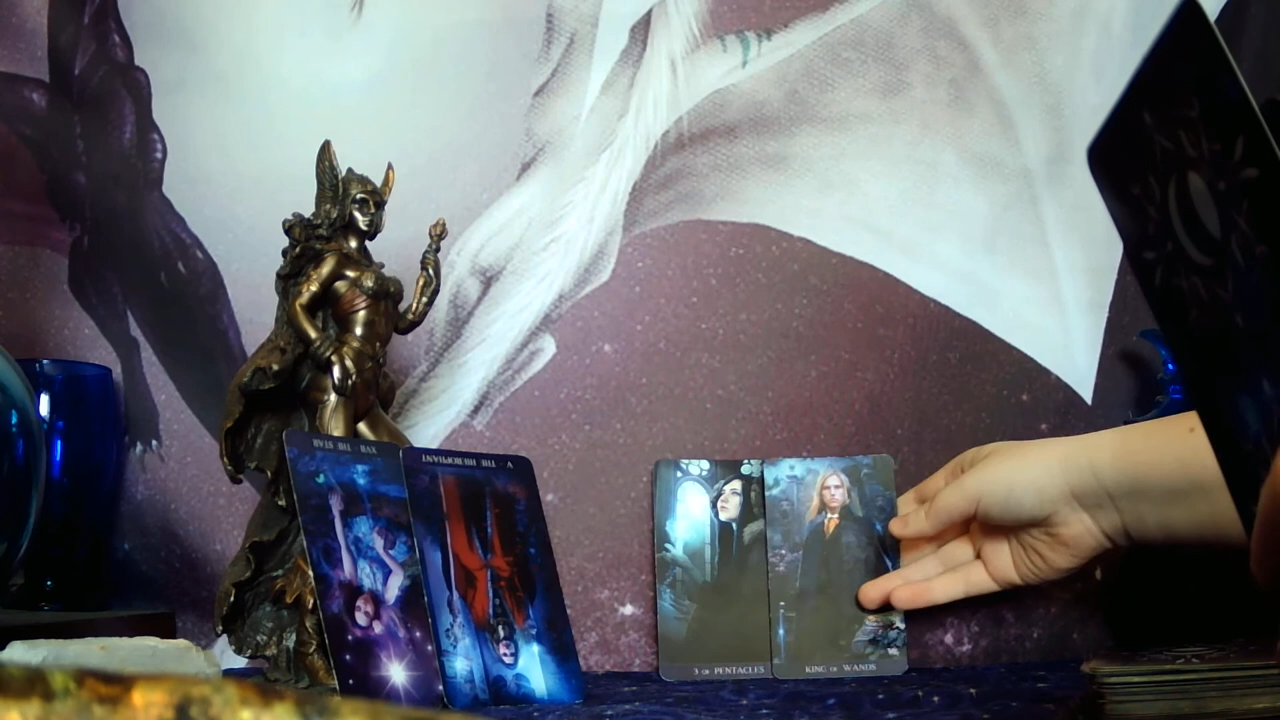 XVII · THE STAR
V · THE HIEROPHANT
3 OF PENTACLES
KING OF WANDS